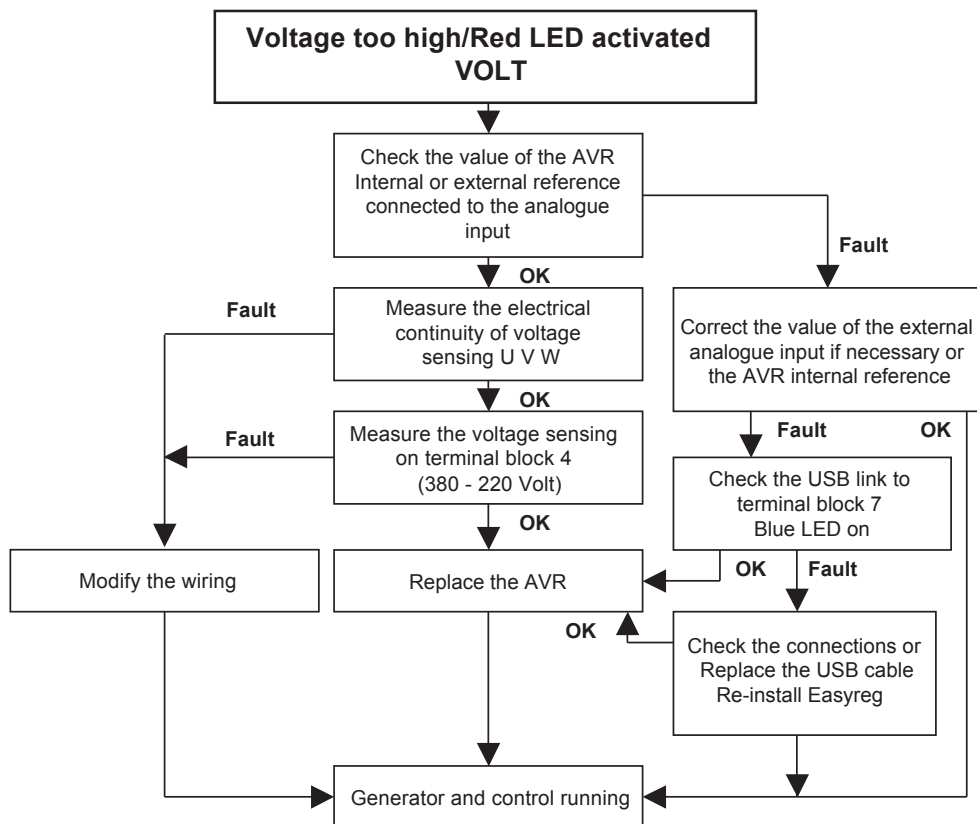 Voltage too high/Red LED activated
VOLT
Check the value of the AVR
Internal or external reference
connected to the analogue
input
Fault
OK
Fault
Measure the electrical
continuity of voltage
sensing U V W
Correct the value of the external
analogue input if necessary or
the AVR internal reference
OK
Fault
Measure the voltage sensing
on terminal block 4
(380 - 220 Volt)
Fault
OK
Check the USB link to
terminal block 7
Blue LED on
OK
Modify the wiring
Replace the AVR
OK
Fault
OK
Check the connections or
Replace the USB cable
Re-install Easyreg
Generator and control running